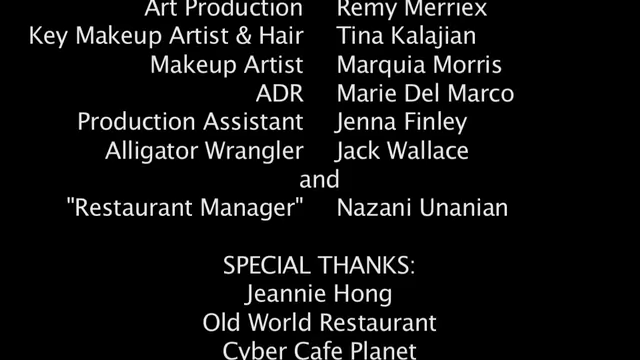 Art Production Remy Merriex
Key Makeup Artist & Hair Tina Kalajian
Makeup Artist Marquia Morris
ADR Marie Del Marco
Production Assistant Jenna Finley
Alligator Wrangler Jack Wallace
and
"Restaurant Manager" Nazani Unanian
SPECIAL THANKS:
Jeannie Hong
Old World Restaurant
Cyber Cafe Planet